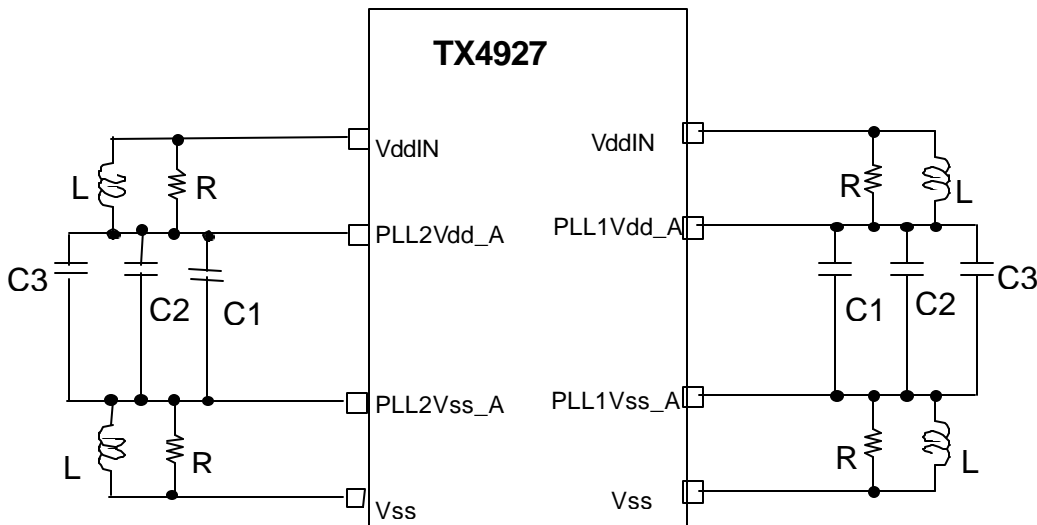 TX4927
VddIN
VddIN
L
R
R
L
PLL2Vdd_A
PLL1Vdd_A
C3
C2
C1
C1
C2
C3
PLL2Vss_A
PLL1Vss_A
L
R
R
L
Vss
Vss